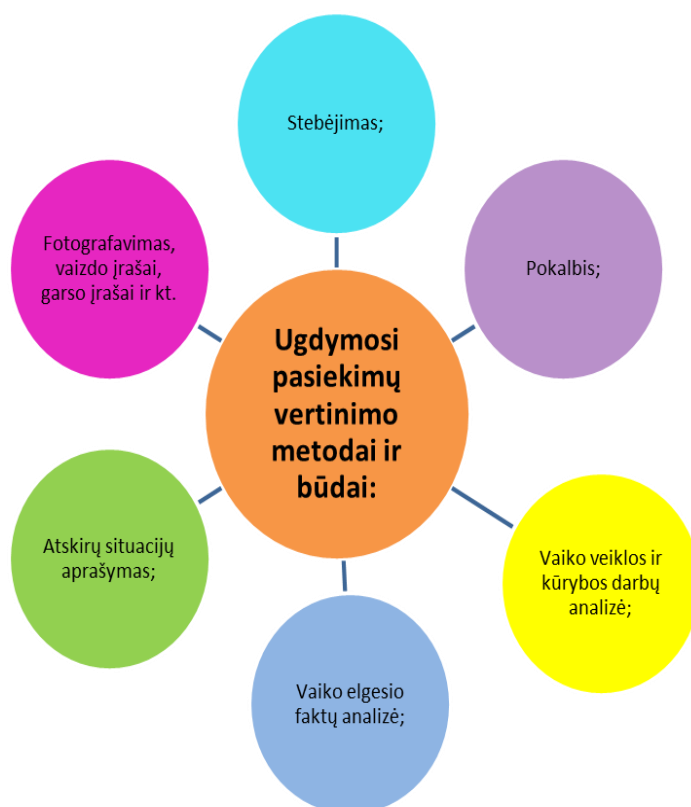 Stebėjimas;
Pokalbis;
Vaiko veiklos ir
kūrybos darbų
analizė;
Vaiko elgesio
faktų analizė;
Atskirų situacijų
aprašymas;
Fotografavimas,
vaizdo įrašai,
garso įrašai ir kt.
Ugdymosi
pasiekimų
vertinimo
metodai ir
būdai: